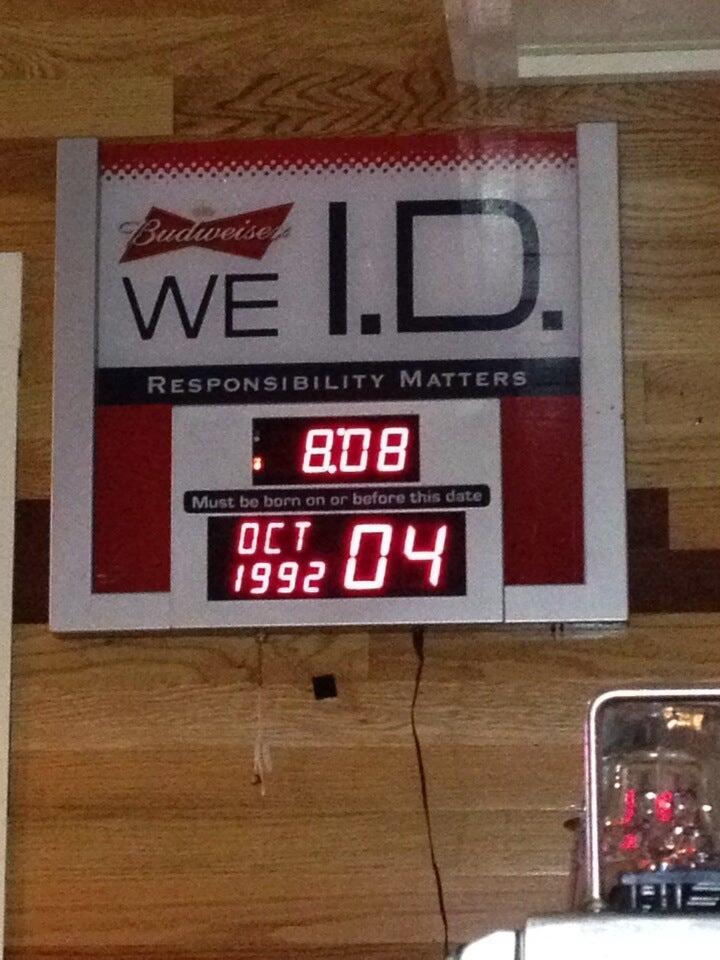 Budweiser
WE I.D.
RESPONSIBILITY MATTERS
8:08
Must be born on or before this date
OCT 04
1992